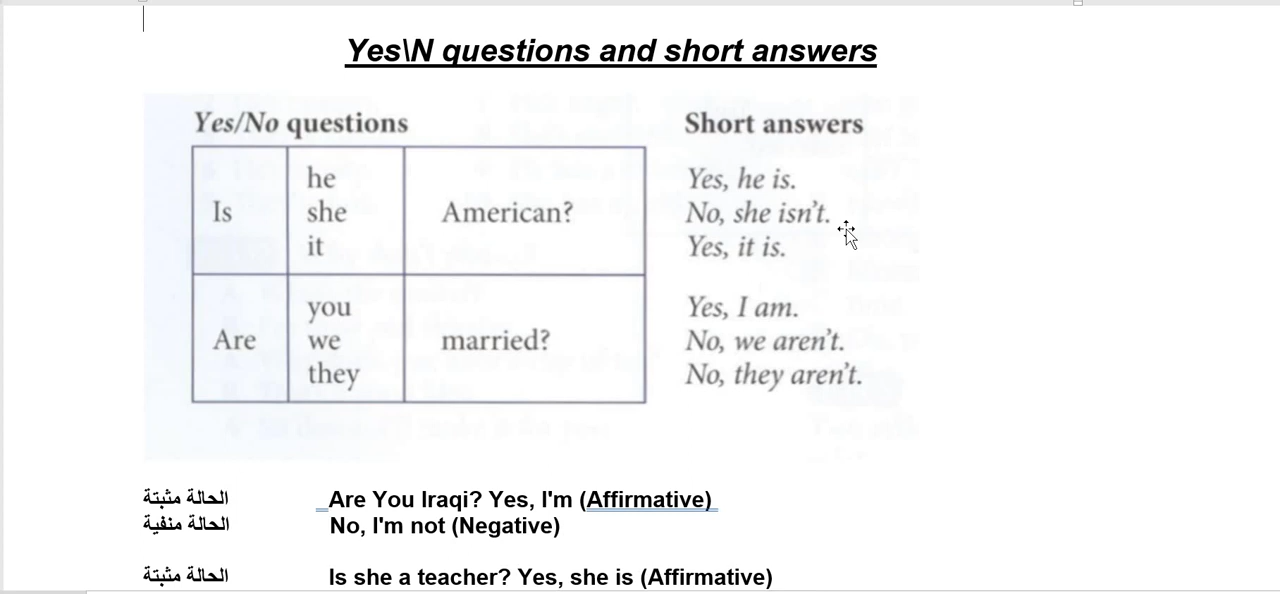 Yes\N questions and short answers
Yes/No questions
Short answers
he
Is she American?
it
Yes, he is.
No, she isn't.
Yes, it is.
you
Are we married?
they
Yes, I am.
No, we aren't.
No, they aren't.
الحالة مثبتة Are You Iraqi? Yes, I'm (Affirmative)
الحالة منفية No, I'm not (Negative)
الحالة مثبتة Is she a teacher? Yes, she is (Affirmative)